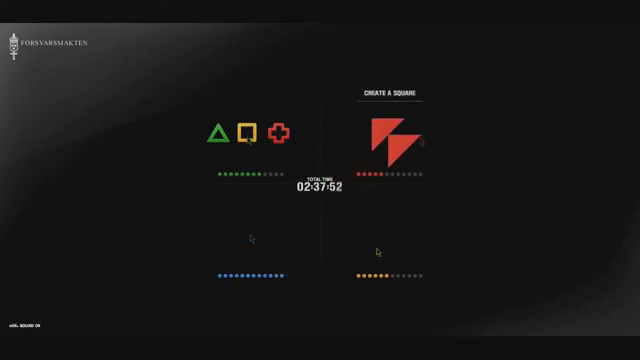 FÖRSVARSMAKTEN
CREATE A SQUARE
TOTAL TIME
02:37:52
SOUND ON